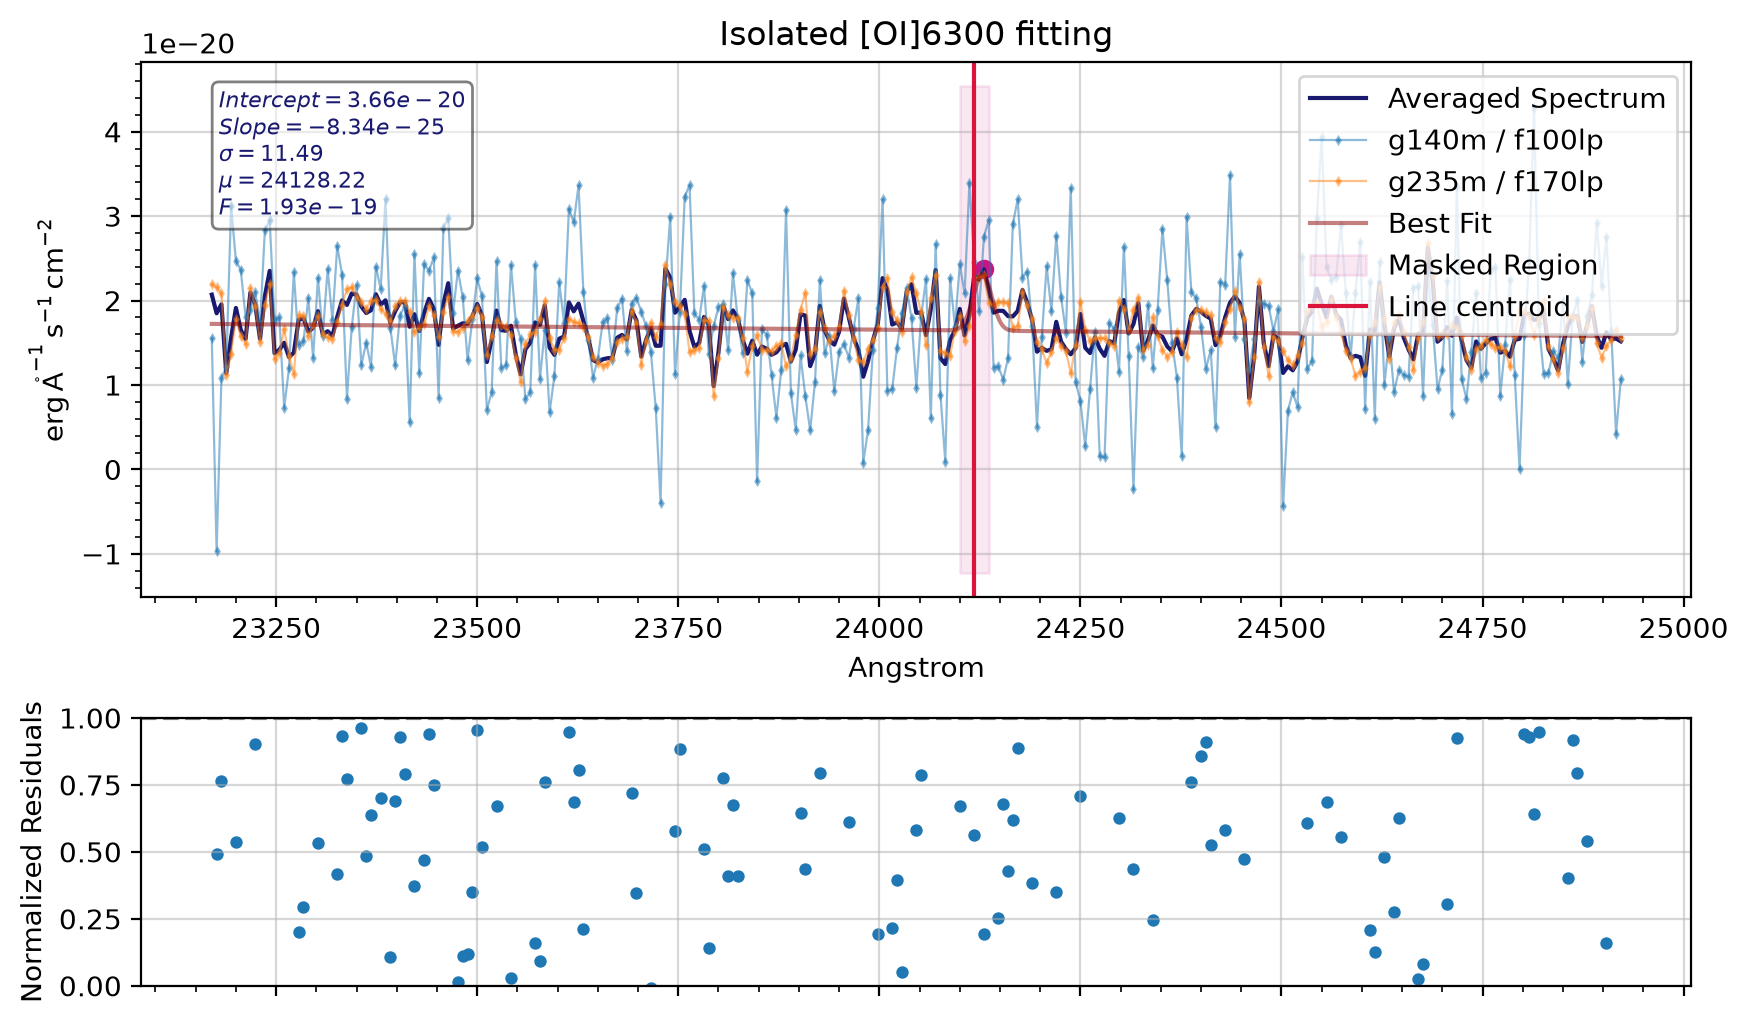 Isolated [OI]6300 fitting
1e−20
Intercept = 3.66e − 20
Slope = −8.34e − 25
σ = 11.49
μ = 24128.22
F = 1.93e − 19
Averaged Spectrum
g140m / f100lp
g235m / f170lp
Best Fit
Masked Region
Line centroid
4
3
2
1
0
−1
erg Å⁻¹ s⁻¹ cm⁻²
23250 23500 23750 24000 24250 24500 24750 25000
Angstrom
1.00
0.75
0.50
0.25
0.00
Normalized Residuals